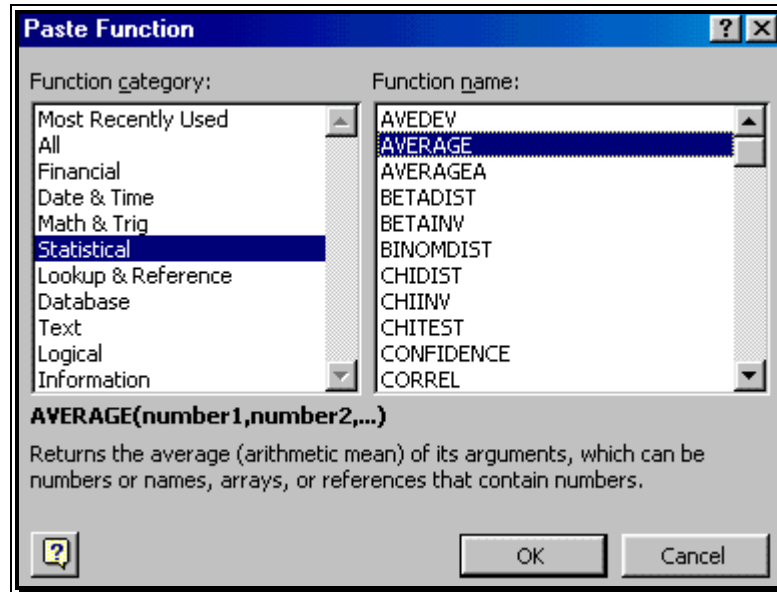 Paste Function
Function category:
Most Recently Used
All
Financial
Date & Time
Math & Trig
Statistical
Lookup & Reference
Database
Text
Logical
Information
Function name:
AVEDEV
AVERAGE
AVERAGEA
BETADIST
BETAINV
BINOMDIST
CHIDIST
CHIINV
CHITEST
CONFIDENCE
CORREL
AVERAGE(number1,number2,...)
Returns the average (arithmetic mean) of its arguments, which can be
numbers or names, arrays, or references that contain numbers.
OK
Cancel